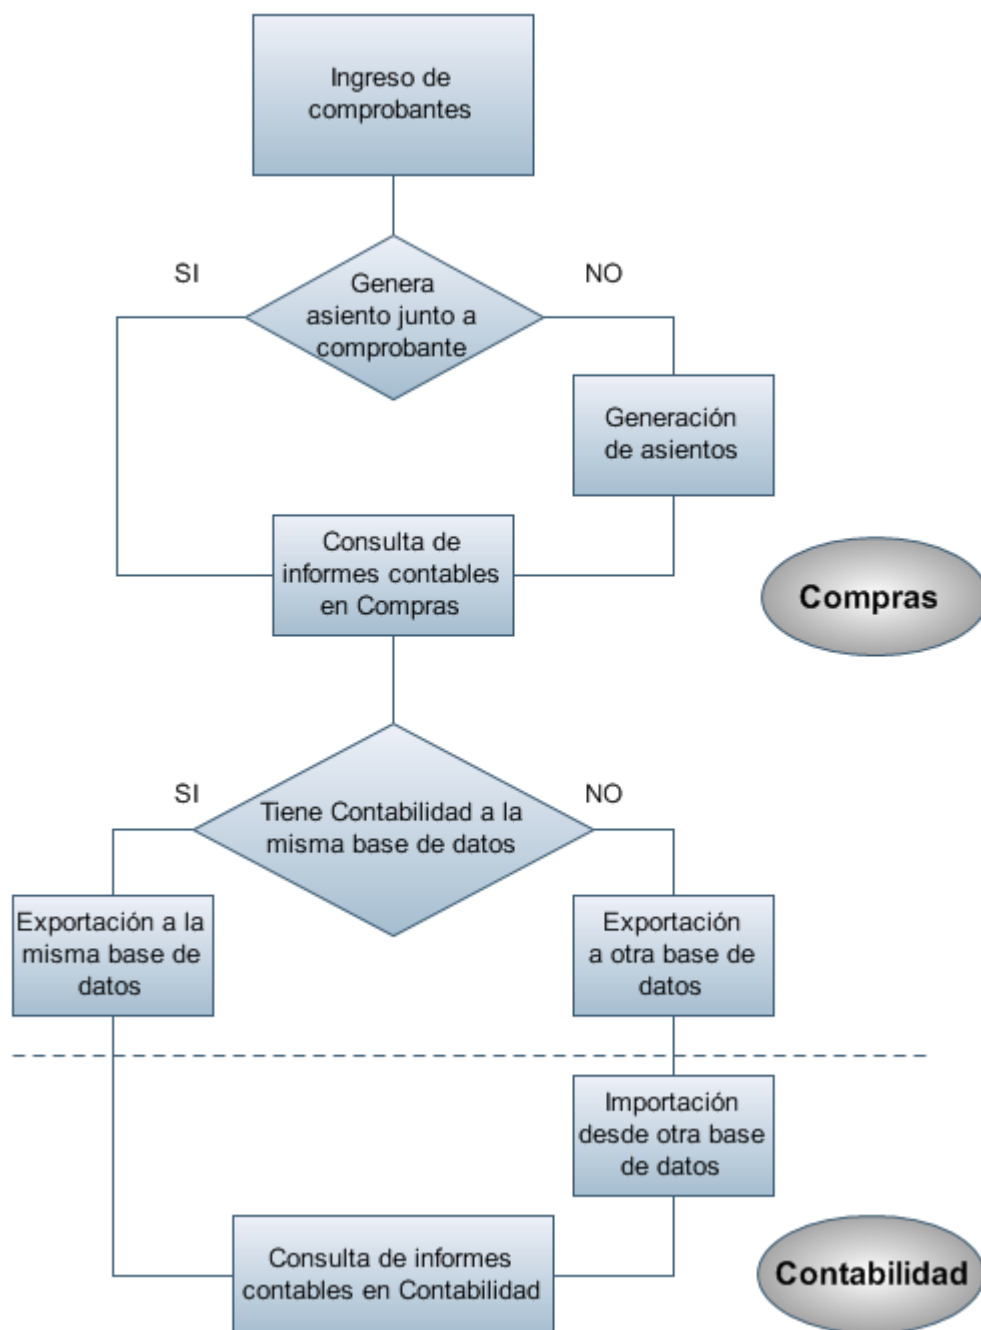 Ingreso de
comprobantes
SI
NO
Genera
asiento junto a
comprobante
Generación
de asientos
Consulta de
informes contables
en Compras
Compras
SI
NO
Tiene Contabilidad a la
misma base de datos
Exportación a la
misma base de
datos
Exportación
a otra base de
datos
Importación
desde otra base
de datos
Consulta de informes
contables en Contabilidad
Contabilidad